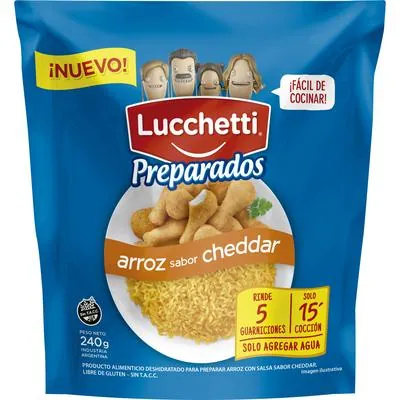 ¡NUEVO!
¡FÁCIL DE
COCINAR!
Lucchetti
Preparados
arroz sabor cheddar
SIN T.A.C.C.
PESO NETO
240g
INDUSTRIA
ARGENTINA
RINDE
5
GUARNICIONES
SOLO
15'
COCCIÓN
SOLO AGREGAR AGUA
PRODUCTO ALIMENTICIO DESHIDRATADO PARA PREPARAR ARROZ CON SALSA SABOR CHEDDAR.
LIBRE DE GLUTEN - SIN T.A.C.C.
Imagen ilustrativa